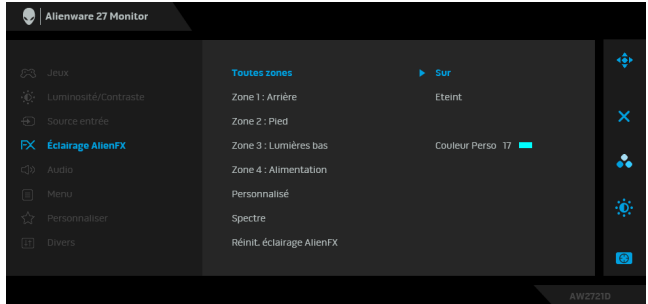 Alienware 27 Monitor
Jeux
Luminosité/Contraste
Source entrée
FX Éclairage AlienFX
Audio
Menu
Personnaliser
Divers
Toutes zones
Zone 1 : Arrière
Zone 2 : Pied
Zone 3 : Lumières bas
Zone 4 : Alimentation
Personnalisé
Spectre
Réinit. éclairage AlienFX
Sur
Eteint
Couleur Perso 17
AW2721D